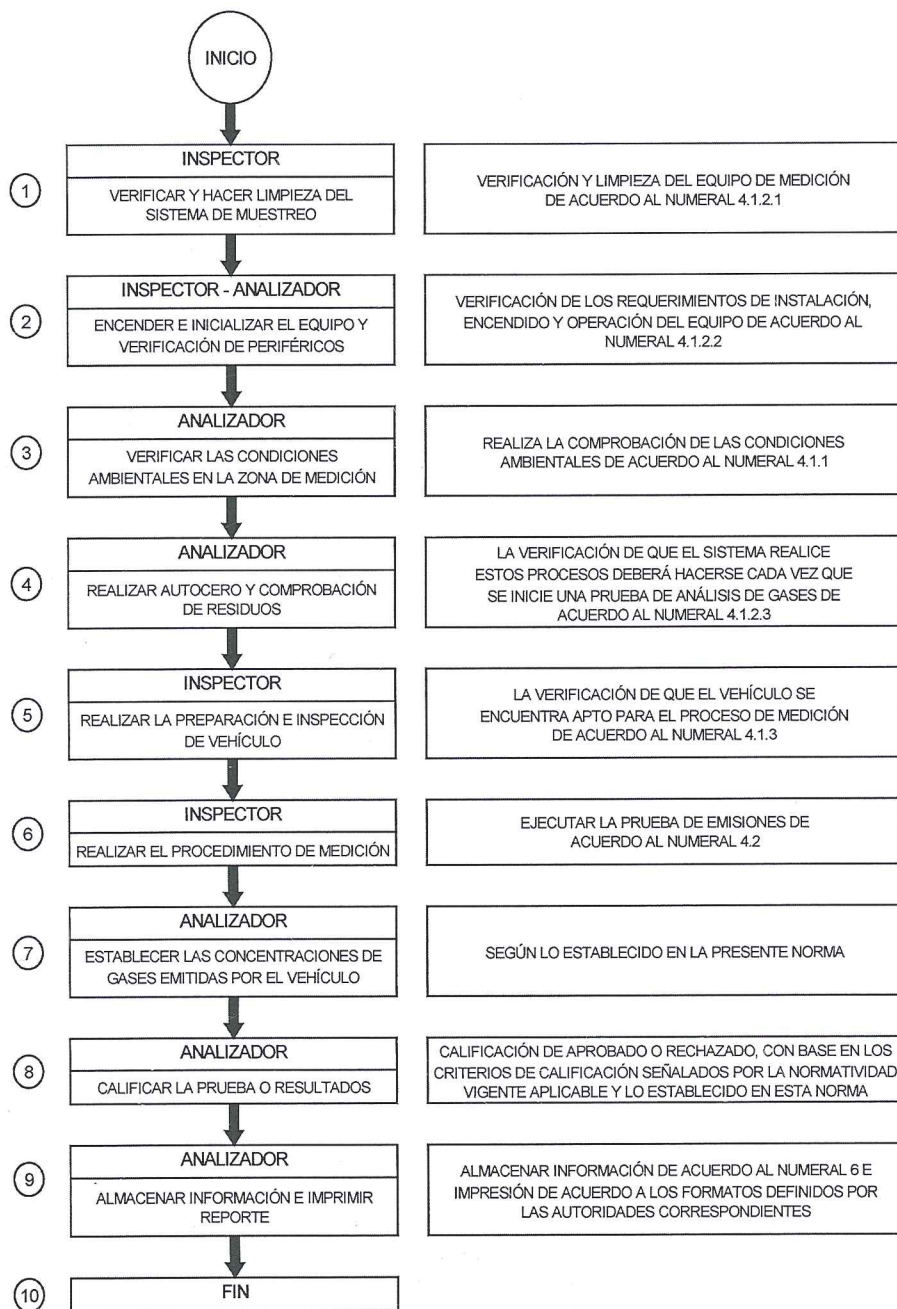 INICIO
1
INSPECTOR
VERIFICAR Y HACER LIMPIEZA DEL
SISTEMA DE MUESTREO
VERIFICACIÓN Y LIMPIEZA DEL EQUIPO DE MEDICIÓN
DE ACUERDO AL NUMERAL 4.1.2.1
2
INSPECTOR - ANALIZADOR
ENCENDER E INICIALIZAR EL EQUIPO Y
VERIFICACIÓN DE PERIFÉRICOS
VERIFICACIÓN DE LOS REQUERIMIENTOS DE INSTALACIÓN,
ENCENDIDO Y OPERACIÓN DEL EQUIPO DE ACUERDO AL
NUMERAL 4.1.2.2
3
ANALIZADOR
VERIFICAR LAS CONDICIONES
AMBIENTALES EN LA ZONA DE MEDICIÓN
REALIZA LA COMPROBACIÓN DE LAS CONDICIONES
AMBIENTALES DE ACUERDO AL NUMERAL 4.1.1
4
ANALIZADOR
REALIZAR AUTOCERO Y COMPROBACIÓN
DE RESIDUOS
LA VERIFICACIÓN DE QUE EL SISTEMA REALICE
ESTOS PROCESOS DEBERÁ HACERSE CADA VEZ QUE
SE INICIE UNA PRUEBA DE ANÁLISIS DE GASES DE
ACUERDO AL NUMERAL 4.1.2.3
5
INSPECTOR
REALIZAR LA PREPARACIÓN E INSPECCIÓN
DE VEHÍCULO
LA VERIFICACIÓN DE QUE EL VEHÍCULO SE
ENCUENTRA APTO PARA EL PROCESO DE MEDICIÓN
DE ACUERDO AL NUMERAL 4.1.3
6
INSPECTOR
REALIZAR EL PROCEDIMIENTO DE MEDICIÓN
EJECUTAR LA PRUEBA DE EMISIONES DE
ACUERDO AL NUMERAL 4.2
7
ANALIZADOR
ESTABLECER LAS CONCENTRACIONES DE
GASES EMITIDAS POR EL VEHÍCULO
SEGÚN LO ESTABLECIDO EN LA PRESENTE NORMA
8
ANALIZADOR
CALIFICAR LA PRUEBA O RESULTADOS
CALIFICACIÓN DE APROBADO O RECHAZADO, CON BASE EN LOS
CRITERIOS DE CALIFICACIÓN SEÑALADOS POR LA NORMATIVIDAD
VIGENTE APLICABLE Y LO ESTABLECIDO EN ESTA NORMA
9
ANALIZADOR
ALMACENAR INFORMACIÓN E IMPRIMIR
REPORTE
ALMACENAR INFORMACIÓN DE ACUERDO AL NUMERAL 6 E
IMPRESIÓN DE ACUERDO A LOS FORMATOS DEFINIDOS POR
LAS AUTORIDADES CORRESPONDIENTES
10
FIN